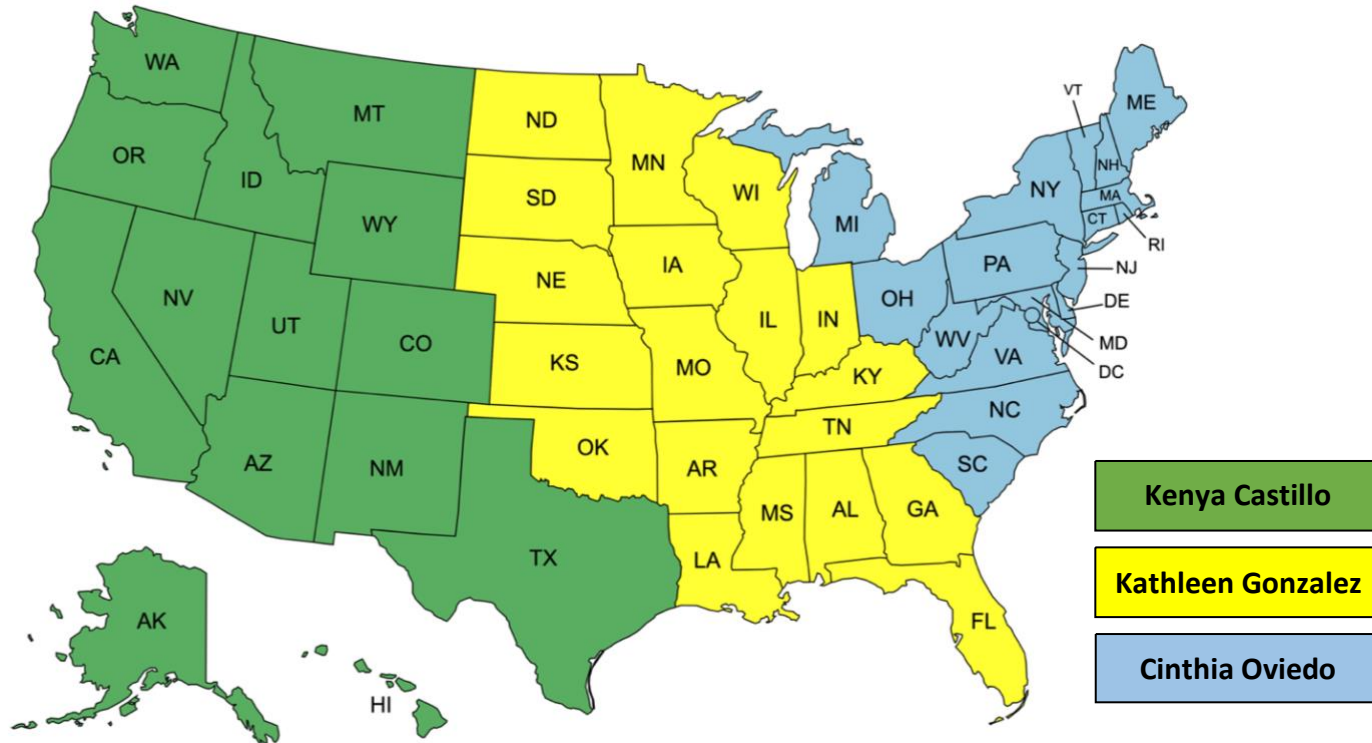 WA
MT
ND
MN
VT
ME
OR
ID
SD
WI
NH
NY
MA
WY
MI
CT
RI
NE
IA
PA
NJ
NV
OH
DE
UT
IL
IN
CA
CO
WV
VA
MD
KS
MO
KY
DC
NC
TN
OK
AZ
NM
AR
SC
MS
AL
GA
TX
LA
AK
FL
HI
Kenya Castillo
Kathleen Gonzalez
Cinthia Oviedo